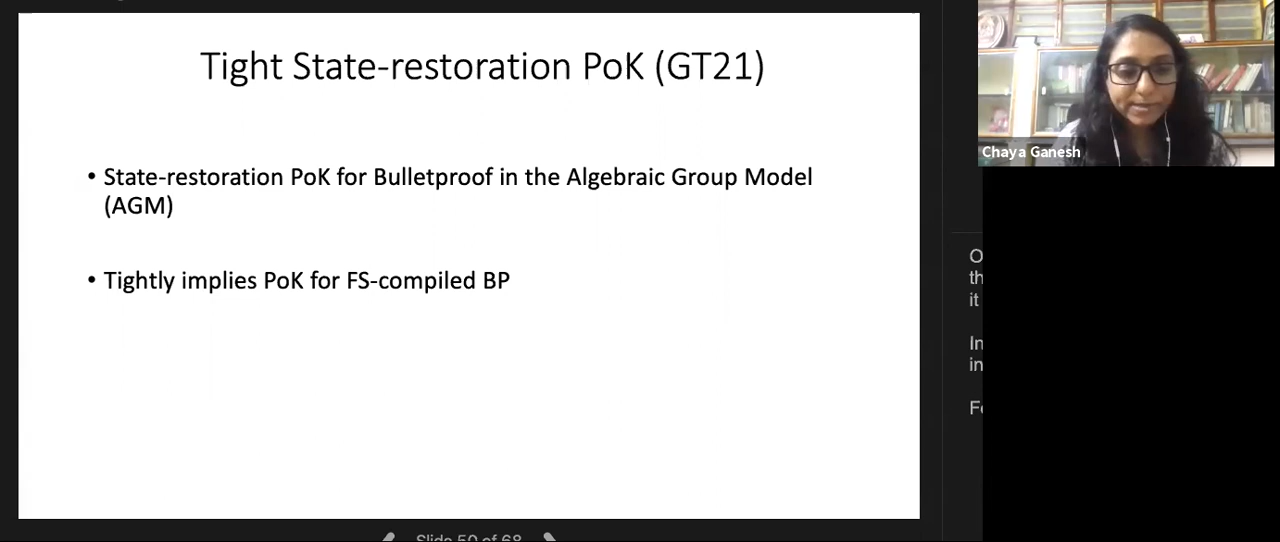 Tight State-restoration PoK (GT21)
• State-restoration PoK for Bulletproof in the Algebraic Group Model
(AGM)
• Tightly implies PoK for FS-compiled BP
Chaya Ganesh
O
th
it
In
in
Slide 50 of 68